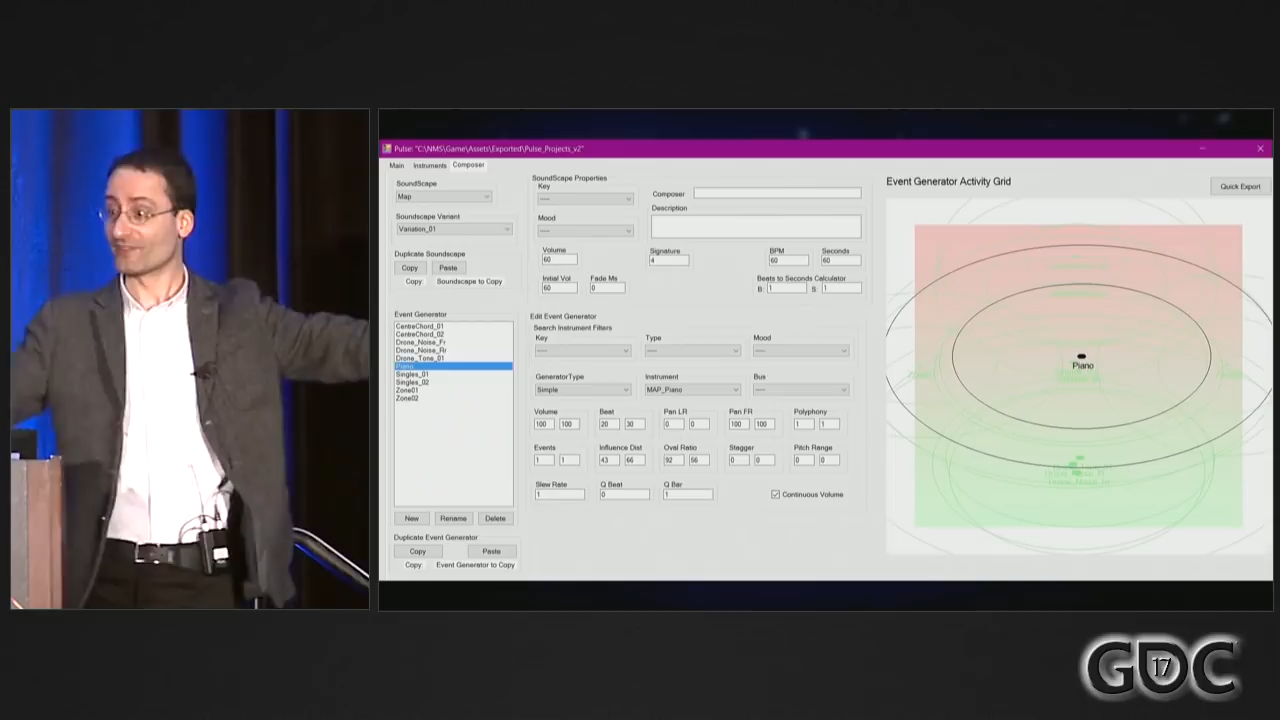 Pulse: "C:\NMS\Game\Assets\Exported\Pulse_Projects_v2"
Main Instruments Composer
SoundScape
Map
Soundscape Variant
Variation_01
Duplicate Soundscape
Copy Paste
Copy: Soundscape to Copy
Event Generator
CentreChord_01
CentreChord_02
Drone_Noise_Fr
Drone_Noise_Rr
Drone_Tone_01
Piano
Singles_01
Singles_02
Zone01
Zone02
New Rename Delete
Duplicate Event Generator
Copy Paste
Copy: Event Generator to Copy
SoundScape Properties
Key
Mood
Composer
Description
Volume
60
Signature
4
BPM Seconds
60 60
Initial Vol Fade Ms
60 0
Beats to Seconds Calculator
B: 1 S: 1
Edit Event Generator
Search Instrument Filters
Key Type Mood
GeneratorType Instrument Bus
Simple MAP_Piano
Volume Beat Pan LR Pan FR Polyphony
100 100 20 30 0 0 100 100 1 1
Events Influence Dist Oval Ratio Stagger Pitch Range
1 1 43 66 92 56 0 0 0 0
Slew Rate Q Beat Q Bar
1 0 1
Continuous Volume
Event Generator Activity Grid
Quick Export
Piano
GDC
17